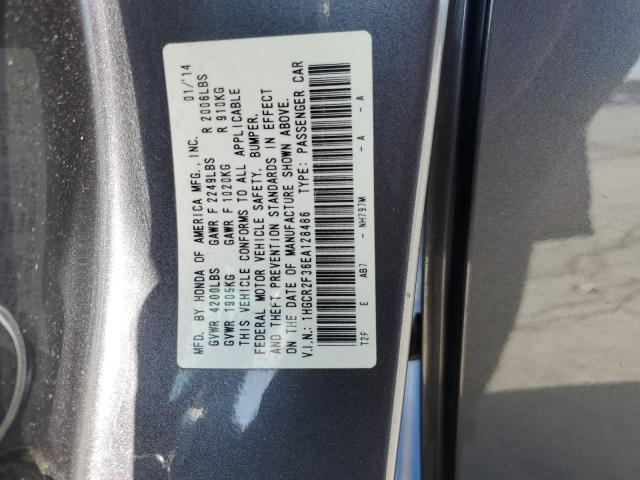 MFD. BY HONDA OF AMERICA MFG., INC. 01/'14
GVWR 4200LBS GAWR F 2249LBS R 2006LBS
GVWR 1905KG GAWR F 1020KG R 910KG
THIS VEHICLE CONFORMS TO ALL APPLICABLE
FEDERAL MOTOR VEHICLE SAFETY, BUMPER,
AND THEFT PREVENTION STANDARDS IN EFFECT
ON THE DATE OF MANUFACTURE SHOWN ABOVE.
V.I.N.: 1HGCR2F36EA128486 TYPE: PASSENGER CAR
T2F E AB7 - NH797M - A - A